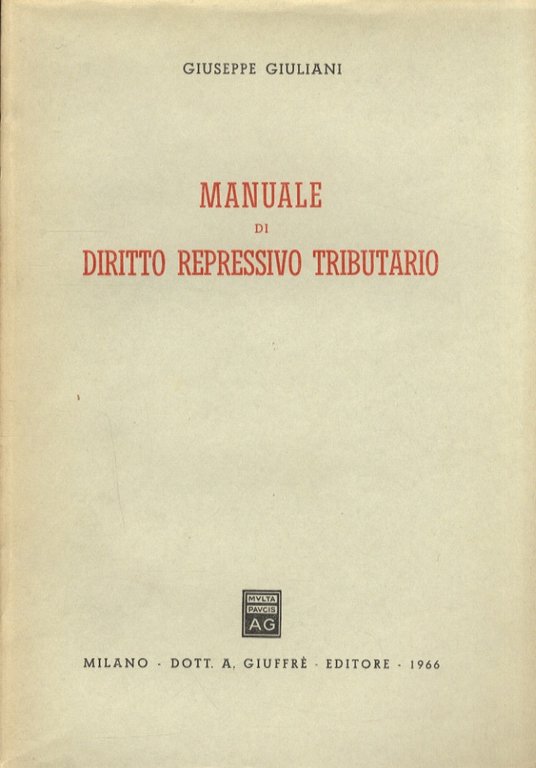 GIUSEPPE GIULIANI
MANUALE
DI
DIRITTO REPRESSIVO TRIBUTARIO
MVLTA
PAVCIS
AG
MILANO - DOTT. A. GIUFFRÈ - EDITORE - 1966